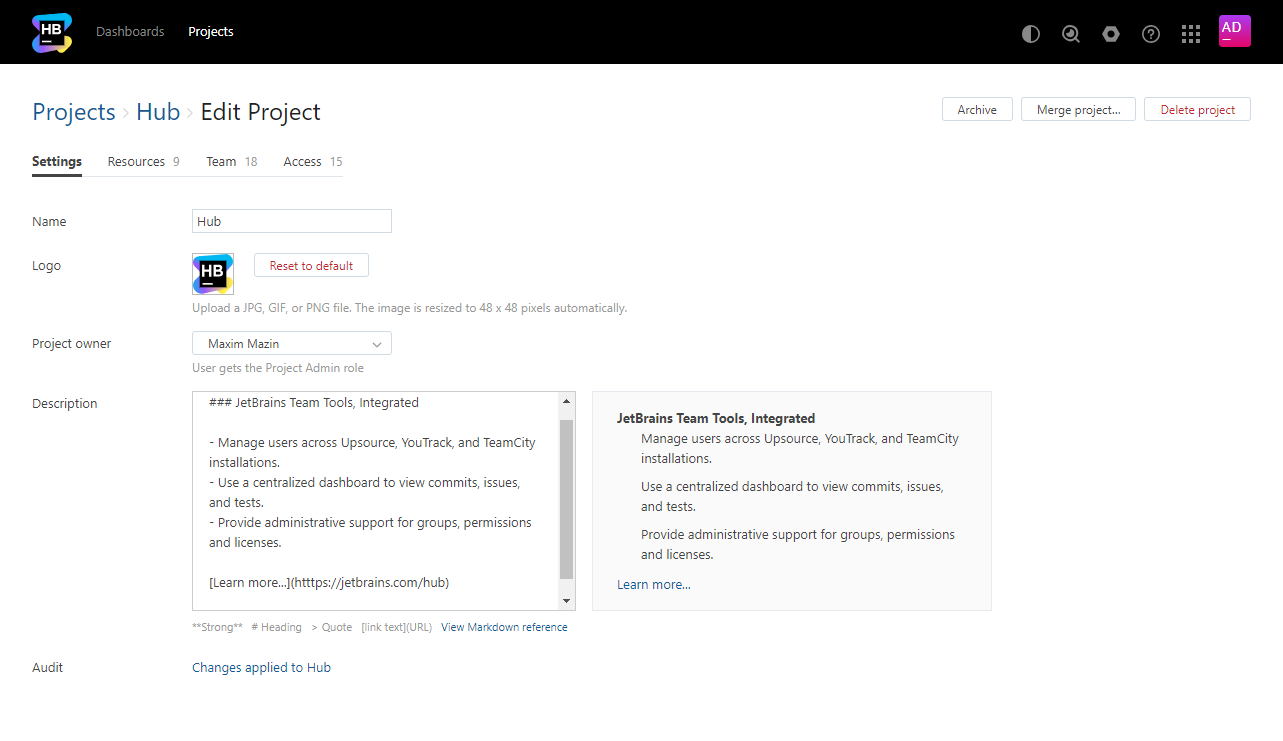 HB Dashboards Projects AD
Projects › Hub › Edit Project Archive Merge project... Delete project
Settings Resources 9 Team 18 Access 15
Name Hub
Logo HB Reset to default
Upload a JPG, GIF, or PNG file. The image is resized to 48 x 48 pixels automatically.
Project owner Maxim Mazin
User gets the Project Admin role
Description
### JetBrains Team Tools, Integrated
- Manage users across Upsource, YouTrack, and TeamCity
installations.
- Use a centralized dashboard to view commits, issues,
and tests.
- Provide administrative support for groups, permissions
and licenses.
[Learn more...](htttps://jetbrains.com/hub)
JetBrains Team Tools, Integrated
Manage users across Upsource, YouTrack, and TeamCity
installations.
Use a centralized dashboard to view commits, issues,
and tests.
Provide administrative support for groups, permissions
and licenses.
Learn more...
**Strong** # Heading > Quote [link text](URL) View Markdown reference
Audit Changes applied to Hub